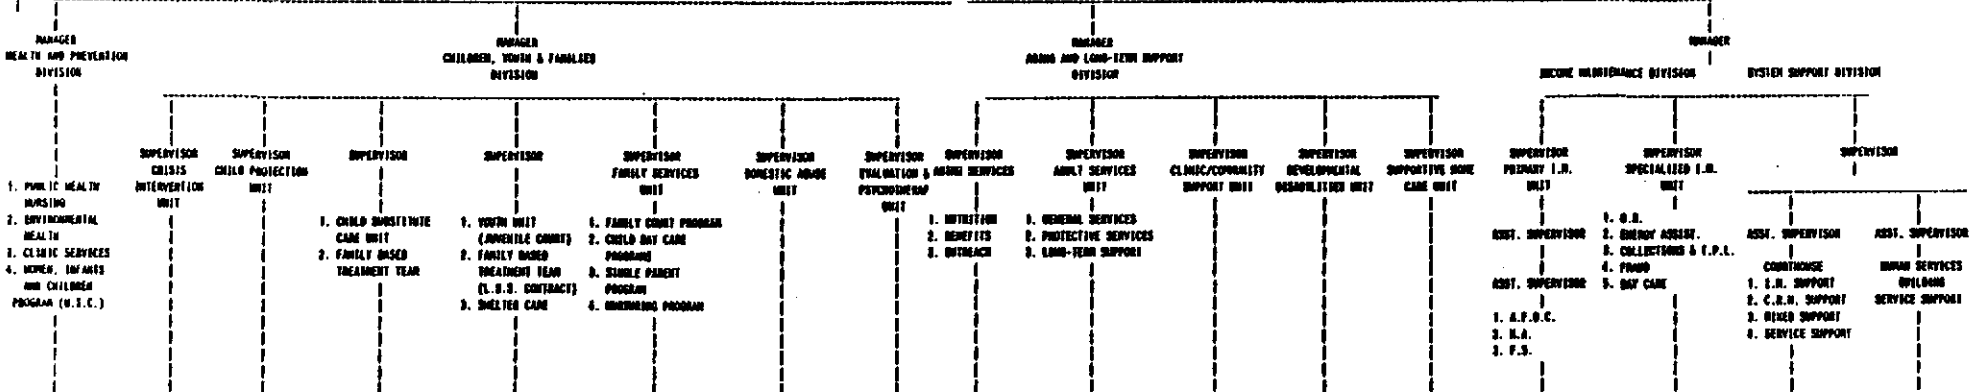 MANAGER
HEALTH AND PREVENTION
DIVISION
1. PUBLIC HEALTH
NURSING
2. ENVIRONMENTAL
HEALTH
3. CLINIC SERVICES
4. WOMEN, INFANTS
AND CHILDREN
PROGRAM (W.I.C.)
MANAGER
CHILDREN, YOUTH & FAMILIES
DIVISION
SUPERVISOR
CRISIS
INTERVENTION
UNIT
SUPERVISOR
CHILD PROTECTION
UNIT
SUPERVISOR
1. CHILD SUBSTITUTE
CARE UNIT
2. FAMILY BASED
TREATMENT TEAM
SUPERVISOR
1. YOUTH UNIT
(JUVENILE COURT)
2. FAMILY BASED
TREATMENT TEAM
(L.S.S. CONTRACT)
3. SHELTER CARE
SUPERVISOR
FAMILY SERVICES
UNIT
1. FAMILY COURT PROGRAM
2. CHILD DAY CARE
PROGRAM
3. SINGLE PARENT
PROGRAM
4. NURTURING PROGRAM
SUPERVISOR
DOMESTIC ABUSE
UNIT
SUPERVISOR
EVALUATION &
PSYCHOTHERAPY
UNIT
MANAGER
AGING AND LONG-TERM SUPPORT
DIVISION
SUPERVISOR
AGING SERVICES
1. NUTRITION
2. BENEFITS
3. OUTREACH
SUPERVISOR
ADULT SERVICES
UNIT
1. GENERAL SERVICES
2. PROTECTIVE SERVICES
3. LONG-TERM SUPPORT
SUPERVISOR
CLINIC/COMMUNITY
SUPPORT UNIT
SUPERVISOR
DEVELOPMENTAL
DISABILITIES UNIT
SUPERVISOR
SUPPORTIVE HOME
CARE UNIT
MANAGER
INCOME MAINTENANCE DIVISION
SYSTEM SUPPORT DIVISION
SUPERVISOR
PRIMARY I.M.
UNIT
ASST. SUPERVISOR
ASST. SUPERVISOR
1. A.F.D.C.
2. M.A.
3. F.S.
SUPERVISOR
SPECIALIZED I.M.
UNIT
2. ENERGY ASSIST.
3. COLLECTIONS & T.P.L.
4. FRAUD
5. DAY CARE
SUPERVISOR
ASST. SUPERVISOR
COURTHOUSE
1. I.M. SUPPORT
2. C.R.N. SUPPORT
3. MIXED SUPPORT
4. SERVICE SUPPORT
ASST. SUPERVISOR
HUMAN SERVICES
BUILDING
SERVICE SUPPORT